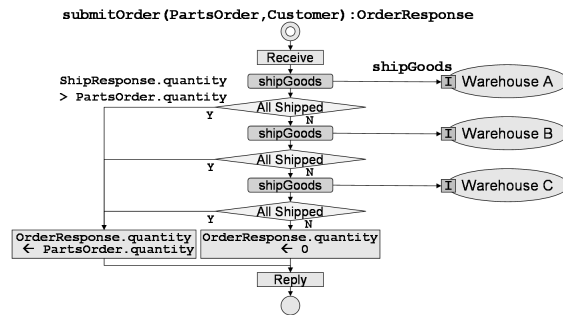 submitOrder(PartsOrder,Customer):OrderResponse
Receive
ShipResponse.quantity
> PartsOrder.quantity
shipGoods
shipGoods
I Warehouse A
All Shipped
Y
N
shipGoods
I Warehouse B
All Shipped
Y
N
shipGoods
I Warehouse C
All Shipped
Y
N
OrderResponse.quantity
← PartsOrder.quantity
OrderResponse.quantity
← 0
Reply